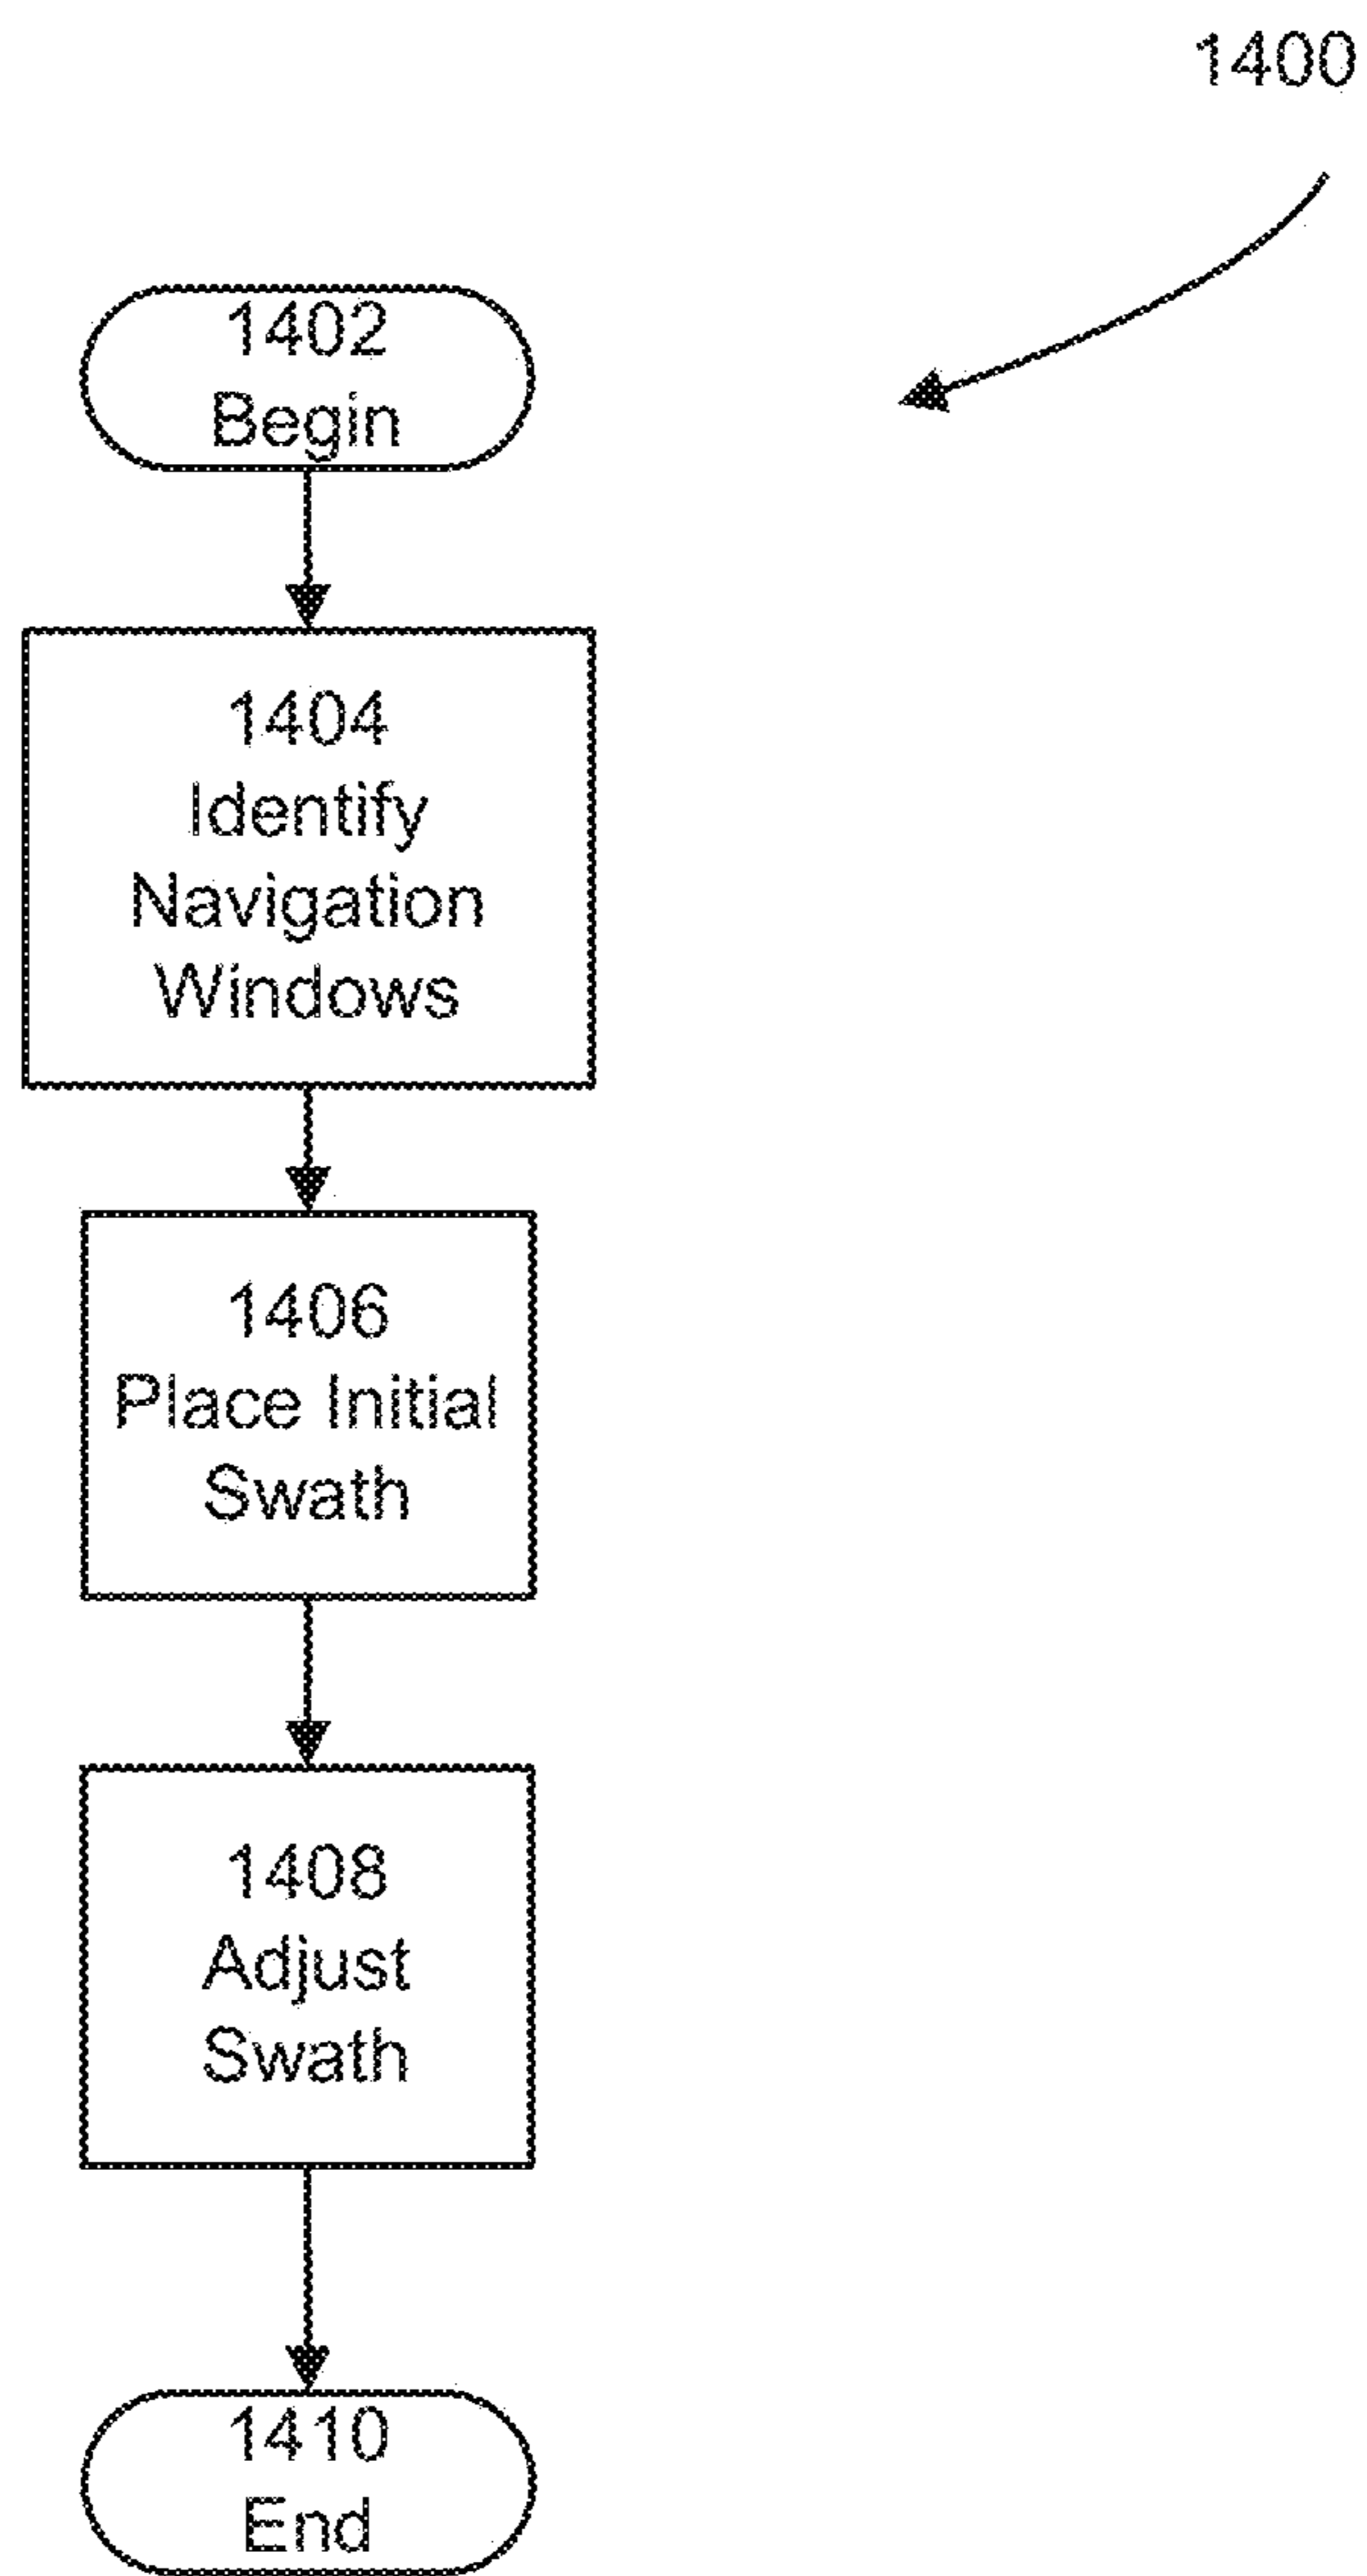 1400
1402
Begin
1404
Identify
Navigation
Windows
1406
Place Initial
Swath
1408
Adjust
Swath
1410
End